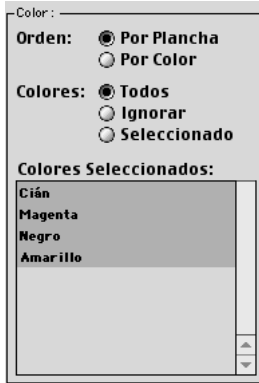 Color:
Orden: Por Plancha
Por Color
Colores: Todos
Ignorar
Seleccionado
Colores Seleccionados:
Cián
Magenta
Negro
Amarillo